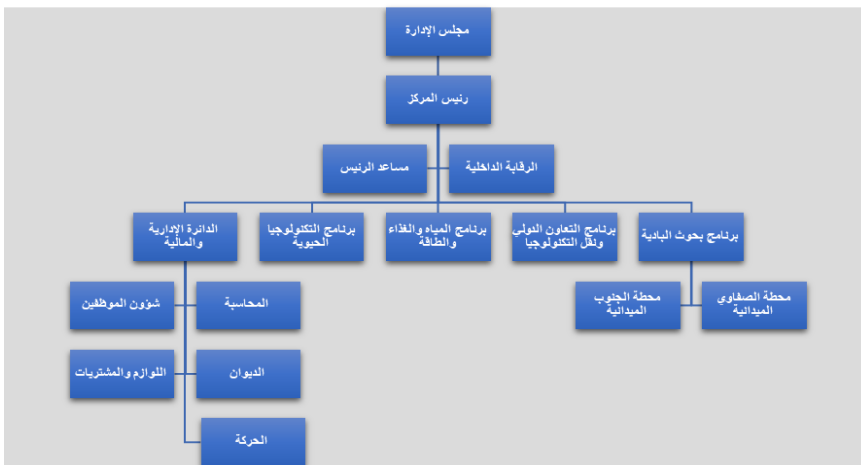 مجلس الإدارة
رئيس المركز
الرقابة الداخلية
مساعد الرئيس
برنامج بحوث البادية
برنامج التعاون الدولي
ونقل التكنولوجيا
برنامج المياه والغذاء
والطاقة
برنامج التكنولوجيا
الحيوية
الدائرة الإدارية
والمالية
محطة الصفاوي
الميدانية
محطة الجنوب
الميدانية
المحاسبة
شؤون الموظفين
الديوان
اللوازم والمشتريات
الحركة